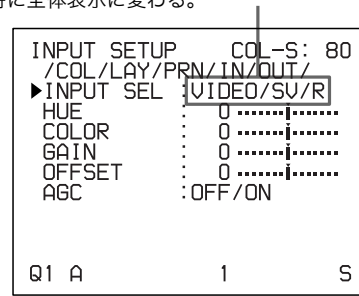 時に全体表示に変わる。
INPUT SETUP COL-S: 80
/COL/LAY/PRN/IN/OUT/
▶INPUT SEL :VIDEO/SV/R
HUE : 0
COLOR : 0
GAIN : 0
OFFSET : 0
AGC :OFF/ON
Q1 A 1 S